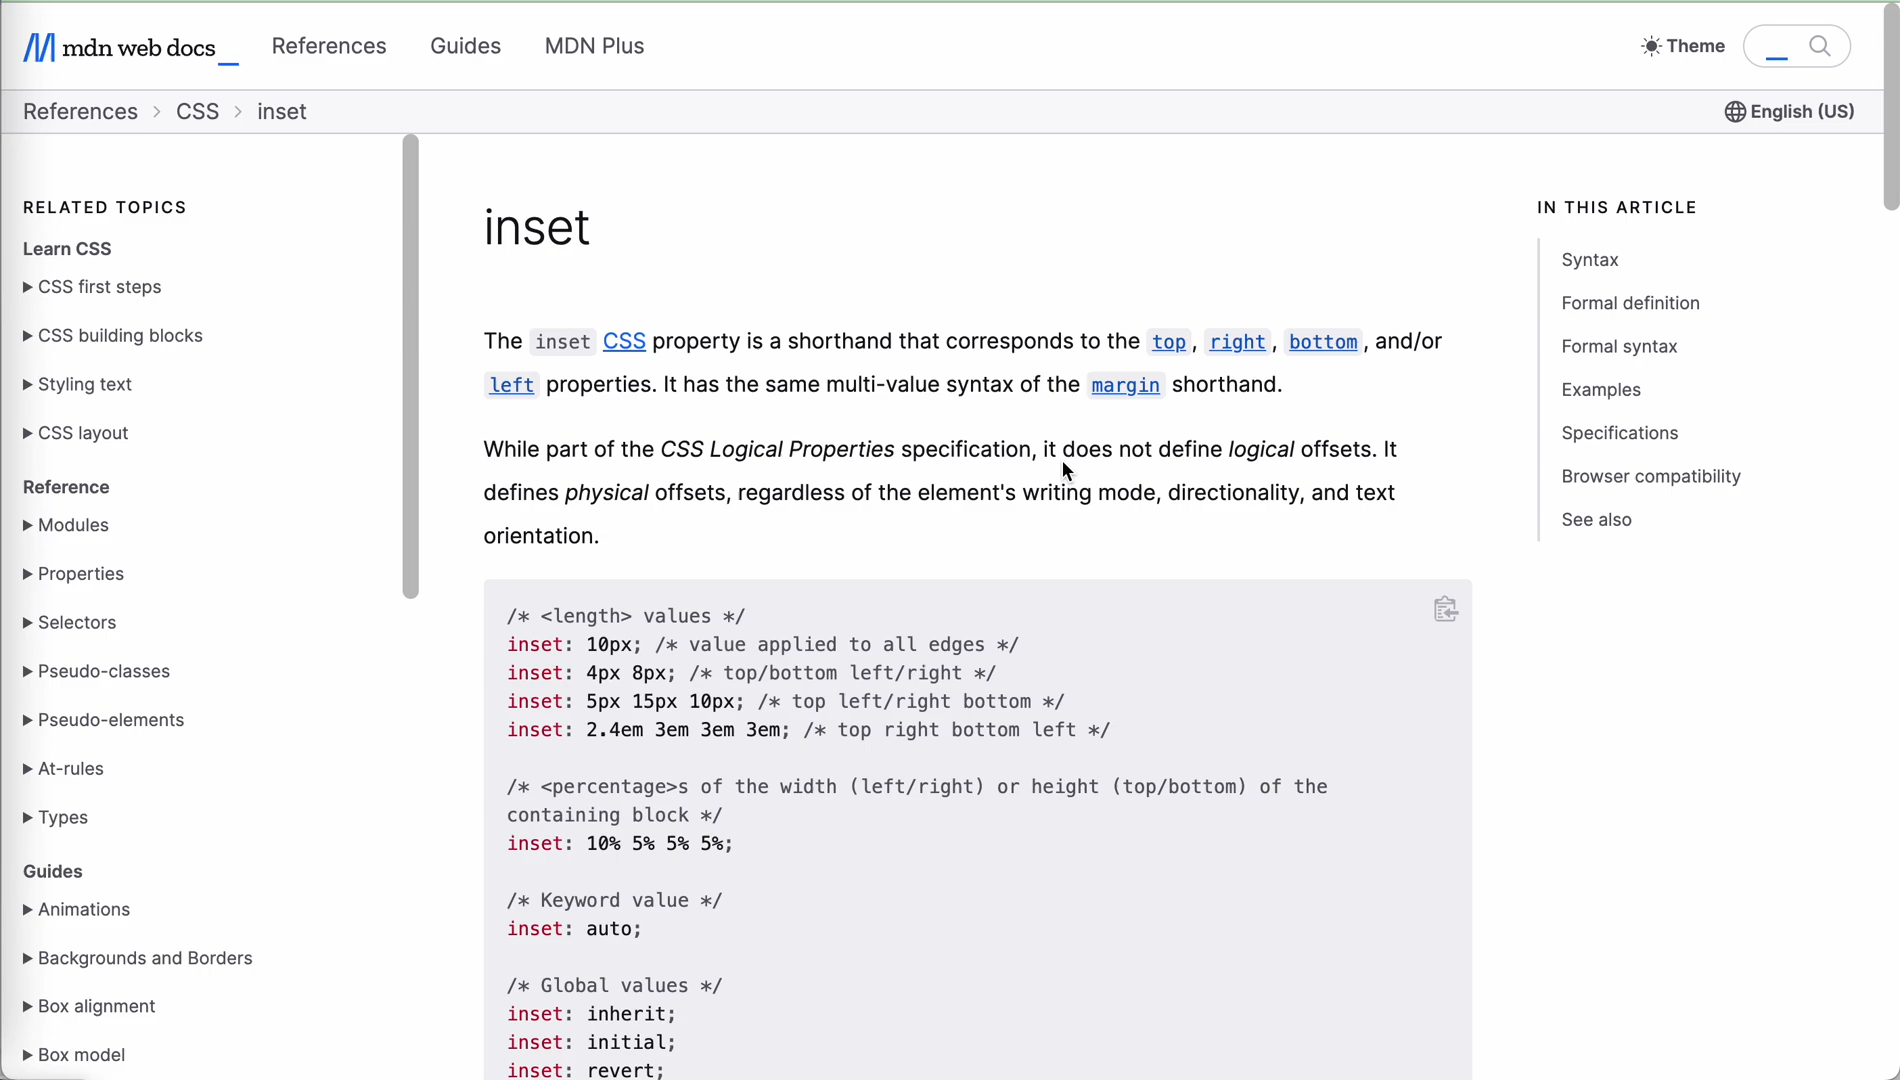 mdn web docs_ References Guides MDN Plus Theme
References > CSS > inset English (US)
RELATED TOPICS
Learn CSS
CSS first steps
CSS building blocks
Styling text
CSS layout
Reference
Modules
Properties
Selectors
Pseudo-classes
Pseudo-elements
At-rules
Types
Guides
Animations
Backgrounds and Borders
Box alignment
Box model
inset
The inset CSS property is a shorthand that corresponds to the top, right, bottom, and/or
left properties. It has the same multi-value syntax of the margin shorthand.
While part of the CSS Logical Properties specification, it does not define logical offsets. It
defines physical offsets, regardless of the element's writing mode, directionality, and text
orientation.
/* <length> values */
inset: 10px; /* value applied to all edges */
inset: 4px 8px; /* top/bottom left/right */
inset: 5px 15px 10px; /* top left/right bottom */
inset: 2.4em 3em 3em 3em; /* top right bottom left */
/* <percentage>s of the width (left/right) or height (top/bottom) of the
containing block */
inset: 10% 5% 5% 5%;
/* Keyword value */
inset: auto;
/* Global values */
inset: inherit;
inset: initial;
inset: revert;
IN THIS ARTICLE
Syntax
Formal definition
Formal syntax
Examples
Specifications
Browser compatibility
See also